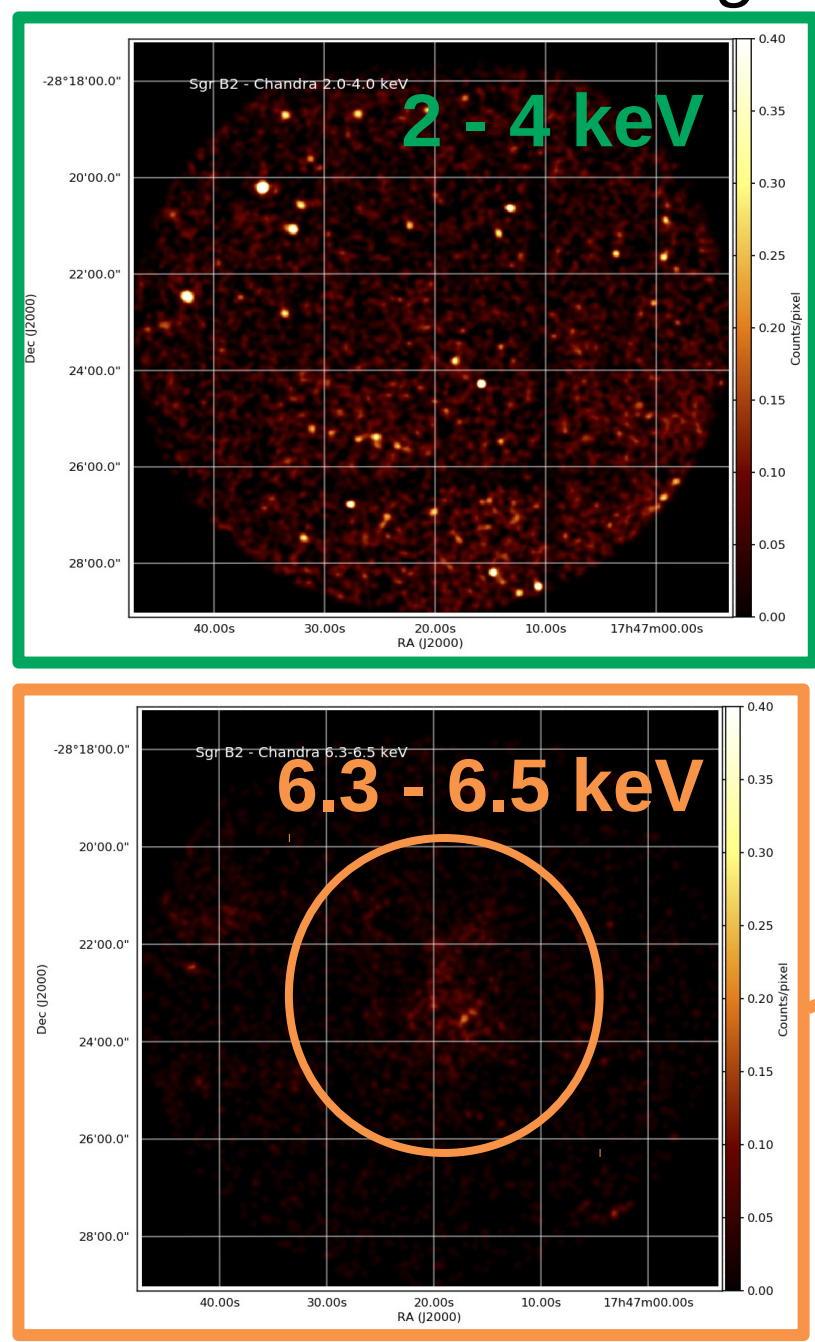 Sgr B2 - Chandra 2.0-4.0 keV
2 - 4 keV
-28°18'00.0"
20'00.0"
22'00.0"
24'00.0"
26'00.0"
28'00.0"
Dec (J2000)
40.00s 30.00s 20.00s 10.00s 17h47m00.00s
RA (J2000)
0.40
0.35
0.30
0.25
0.20
0.15
0.10
0.05
0.00
Counts/pixel
Sgr B2 - Chandra 6.3-6.5 keV
6.3 - 6.5 keV
-28°18'00.0"
20'00.0"
22'00.0"
24'00.0"
26'00.0"
28'00.0"
Dec (J2000)
40.00s 30.00s 20.00s 10.00s 17h47m00.00s
RA (J2000)
0.40
0.35
0.30
0.25
0.20
0.15
0.10
0.05
0.00
Counts/pixel